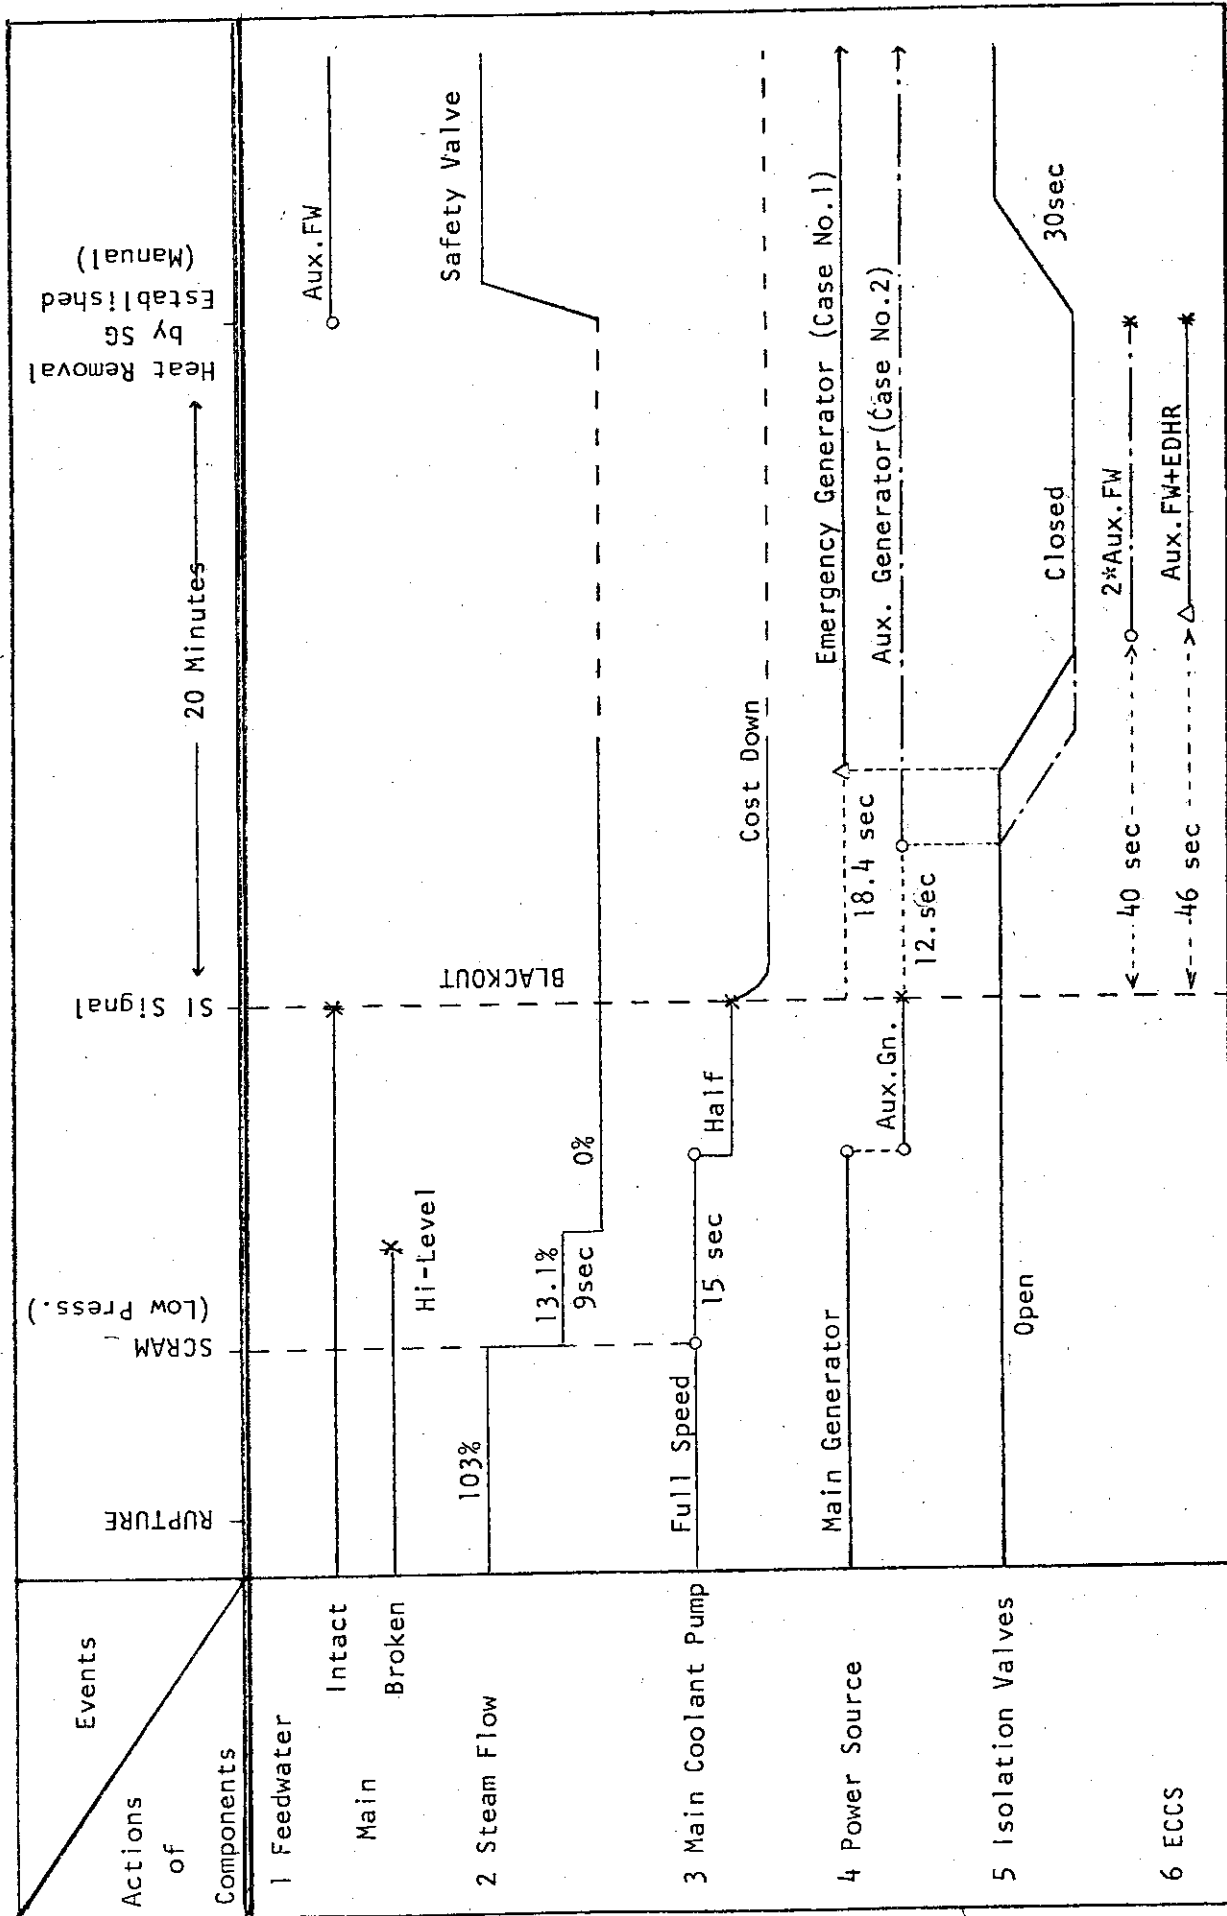 Events
Actions
of
Components
RUPTURE
SCRAM
(Low Press.)
SI Signal
20 Minutes
Heat Removal
by SG
Established
(Manual)
1 Feedwater
Main
Intact
Broken
Hi-Level
Aux.FW
2 Steam Flow
103%
13.1%
9sec
0%
BLACKOUT
Safety Valve
3 Main Coolant Pump
Full Speed
15 sec
Half
Cost Down
4 Power Source
Main Generator
Aux.Gn.
18.4 sec
12.sec
Emergency Generator (Case No.1)
Aux. Generator(Case No.2)
5 Isolation Valves
Open
Closed
30sec
6 ECCS
40 sec
2*Aux.FW
46 sec
Aux.FW+EDHR